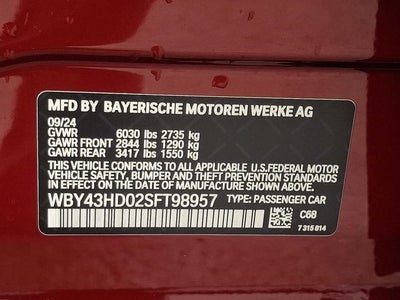 MFD BY BAYERISCHE MOTOREN WERKE AG
09/24
GVWR 6030 lbs 2735 kg
GAWR FRONT 2844 lbs 1290 kg
GAWR REAR 3417 lbs 1550 kg
THIS VEHICLE CONFORMS TO ALL APPLICABLE U.S.FEDERAL MOTOR
VEHICLE SAFETY, BUMPER AND THEFT PREVENTION STANDARDS IN
EFFECT ON THE DATE OF MANUFACTURE SHOWN ABOVE.
WBY43HD02SFT98957 TYPE: PASSENGER CAR
C68
7 315 014